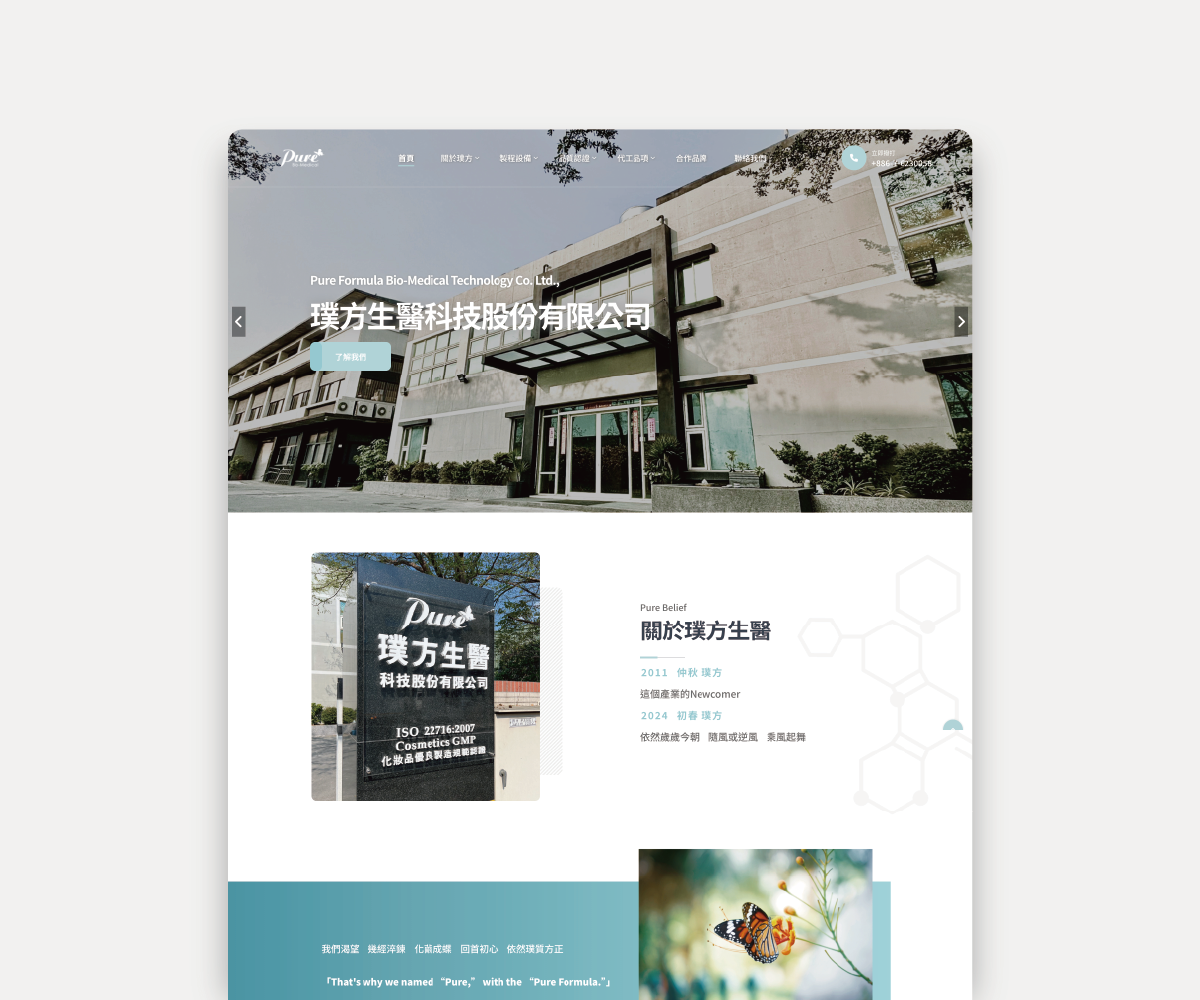 Pure
首頁 關於璞方 製程設備 品質認證 代工品項 合作品牌 聯絡我們
立即撥打
Pure Formula Bio-Medical Technology Co. Ltd.,
璞方生醫科技股份有限公司
了解我們
Pure
璞方生醫
科技股份有限公司
ISO 22716:2007
Cosmetics GMP
化妝品優良製造規範認證
Pure Belief
關於璞方生醫
2011 仲秋 璞方
這個產業的Newcomer
2024 初春 璞方
依然歲歲今朝 隨風或逆風 乘風起舞
我們渴望 幾經淬鍊 化繭成蝶 回首初心 依然璞質方正
「That's why we named “Pure,” with the “Pure Formula.”」